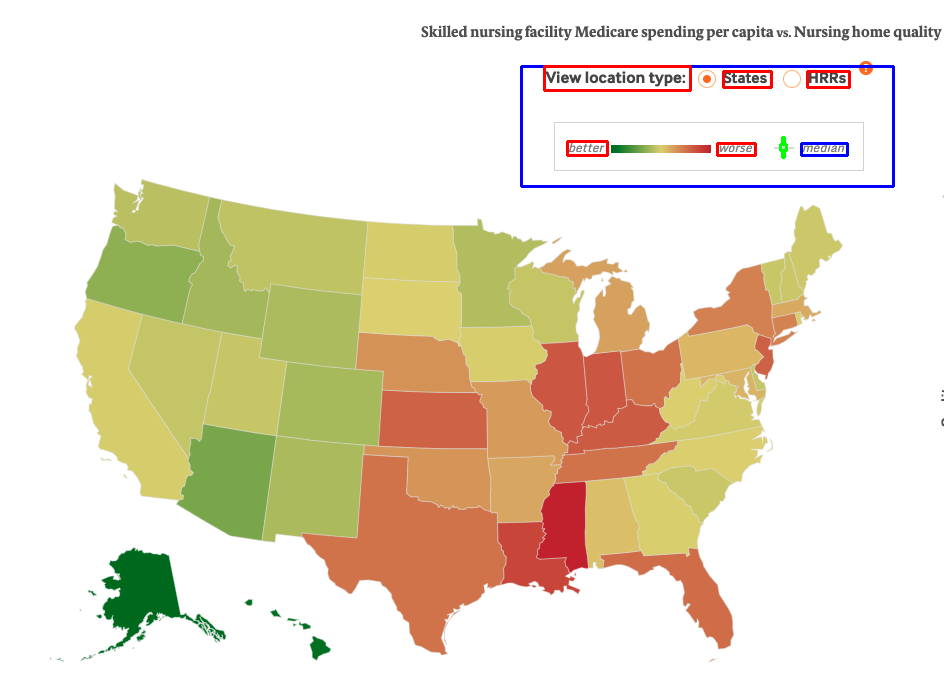 Skilled nursing facility Medicare spending per capita vs. Nursing home quality
View location type: States HRRs
better worse median